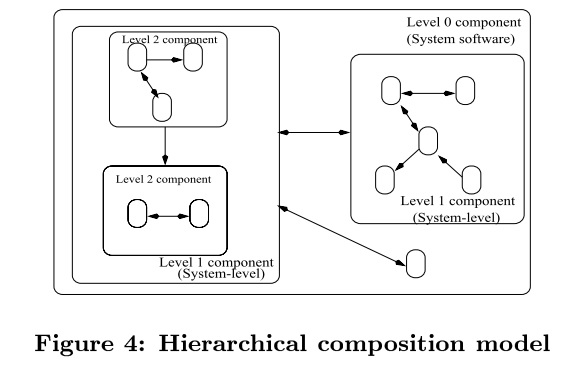 Level 0 component
(System software)
Level 2 component
Level 2 component
Level 1 component
(System-level)
Level 1 component
(System-level)
Figure 4: Hierarchical composition model